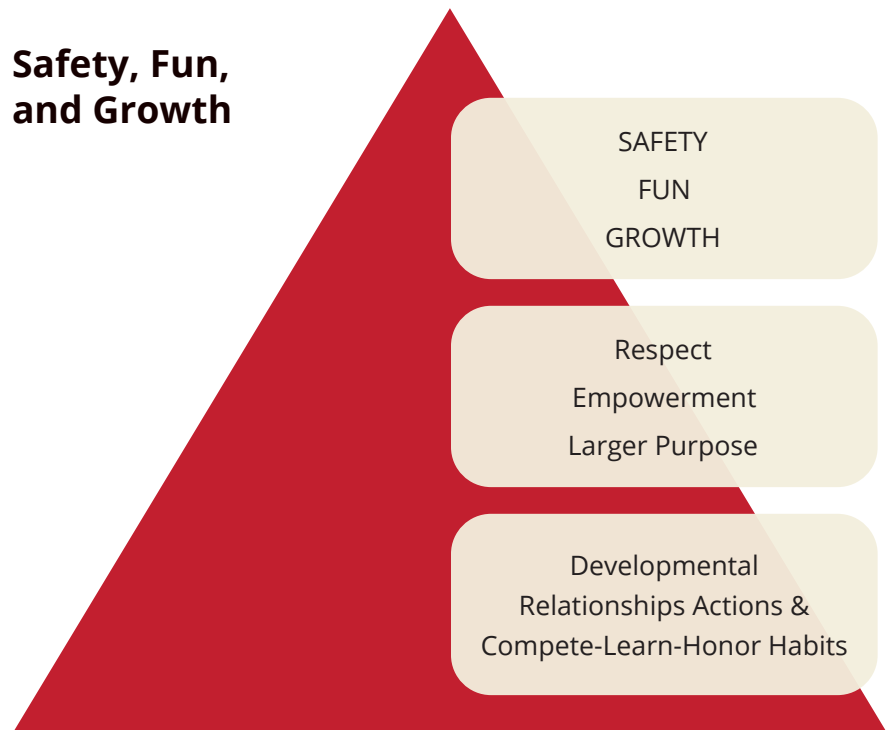 Safety, Fun,
and Growth
SAFETY
FUN
GROWTH
Respect
Empowerment
Larger Purpose
Developmental
Relationships Actions &
Compete-Learn-Honor Habits